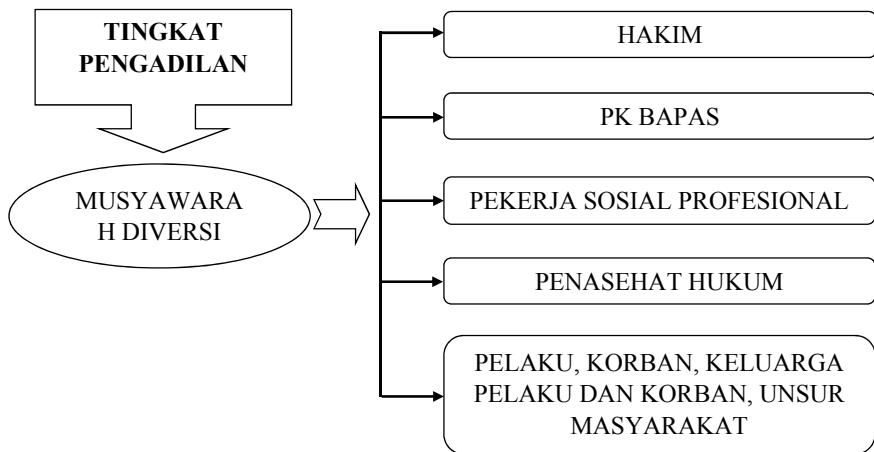 TINGKAT
PENGADILAN
MUSYAWARA
H DIVERSI
HAKIM
PK BAPAS
PEKERJA SOSIAL PROFESIONAL
PENASEHAT HUKUM
PELAKU, KORBAN, KELUARGA
PELAKU DAN KORBAN, UNSUR
MASYARAKAT